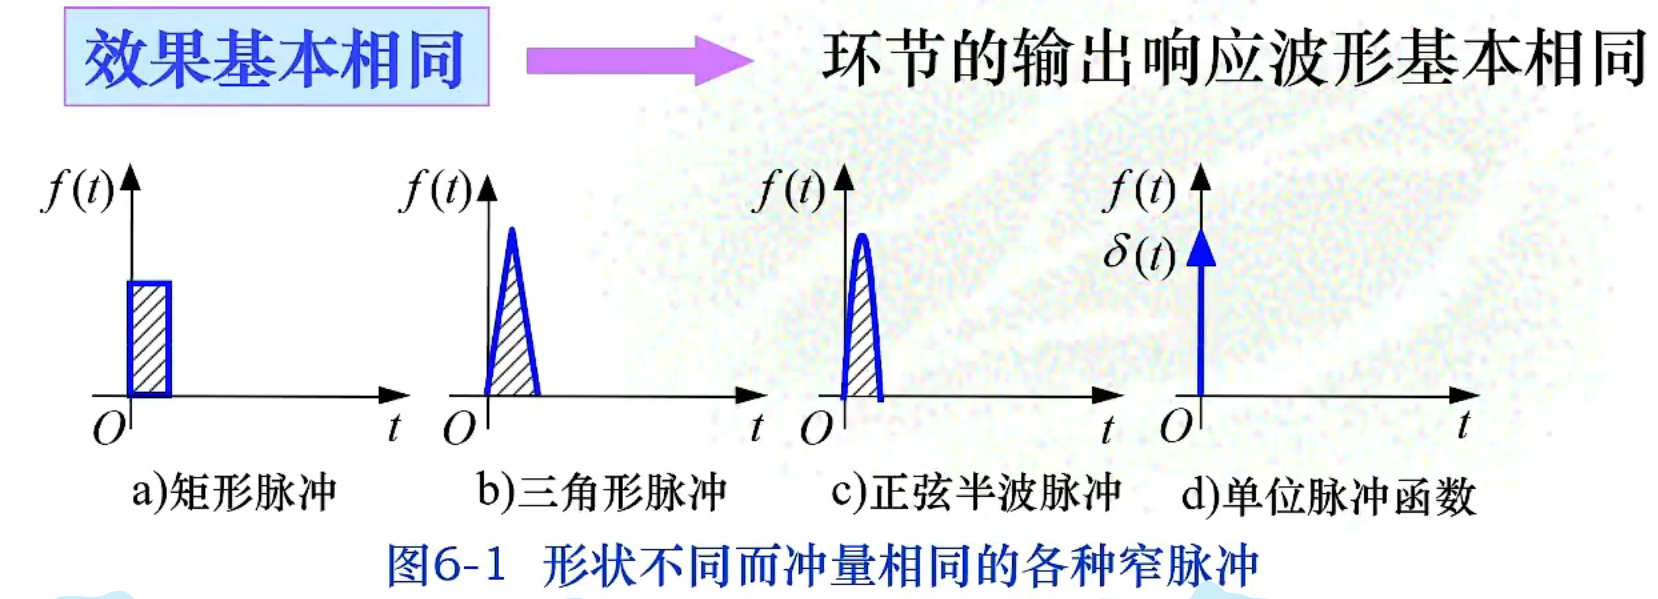 效果基本相同 环节的输出响应波形基本相同
f(t) f(t) f(t) f(t)
δ(t)
O t O t O t O t
a)矩形脉冲 b)三角形脉冲 c)正弦半波脉冲 d)单位脉冲函数
图6-1 形状不同而冲量相同的各种窄脉冲